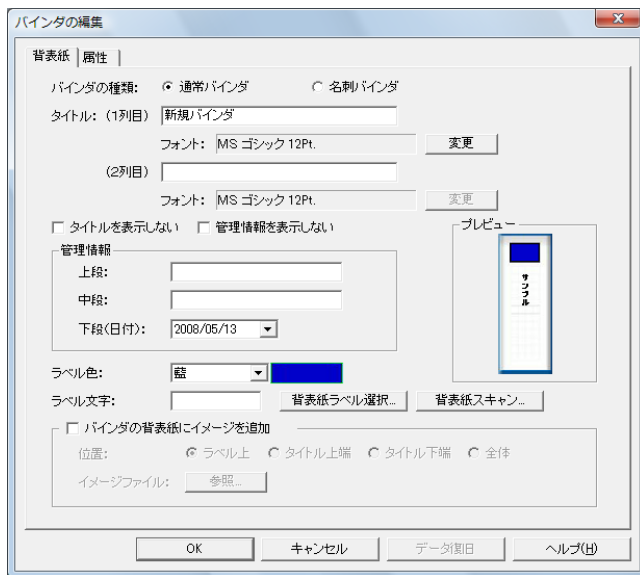 バインダの編集
背表紙 属性
バインダの種類: 通常バインダ 名刺バインダ
タイトル: (1列目) 新規バインダ
フォント: MS ゴシック 12Pt. 変更
(2列目)
フォント: MS ゴシック 12Pt. 変更
タイトルを表示しない 管理情報を表示しない
プレビュー
サンプル
管理情報
上段:
中段:
下段(日付): 2008/05/13
ラベル色: 藍
ラベル文字: 背表紙ラベル選択... 背表紙スキャン...
バインダの背表紙にイメージを追加
位置: ラベル上 タイトル上端 タイトル下端 全体
イメージファイル: 参照...
OK キャンセル データ復旧 ヘルプ(H)